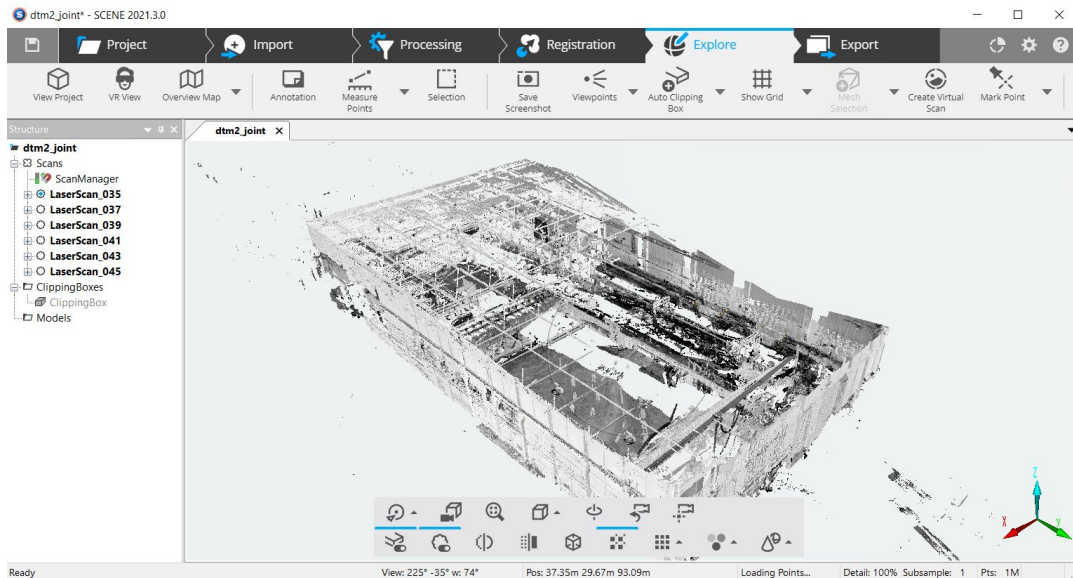 dtm2_joint* - SCENE 2021.3.0
Project
Import
Processing
Registration
Explore
Export
View Project
VR View
Overview Map
Annotation
Measure
Points
Selection
Save
Screenshot
Viewpoints
Auto Clipping
Box
Show Grid
Mesh
Selection
Create Virtual
Scan
Mark Point
Structure
dtm2_joint
dtm2_joint
Scans
ScanManager
LaserScan_035
LaserScan_037
LaserScan_039
LaserScan_041
LaserScan_043
LaserScan_045
ClippingBoxes
ClippingBox
Models
Z
X
Y
Ready
View: 225° -35° w: 74°
Pos: 37.35m 29.67m 93.09m
Loading Points...
Detail: 100% Subsample: 1 Pts: 1M